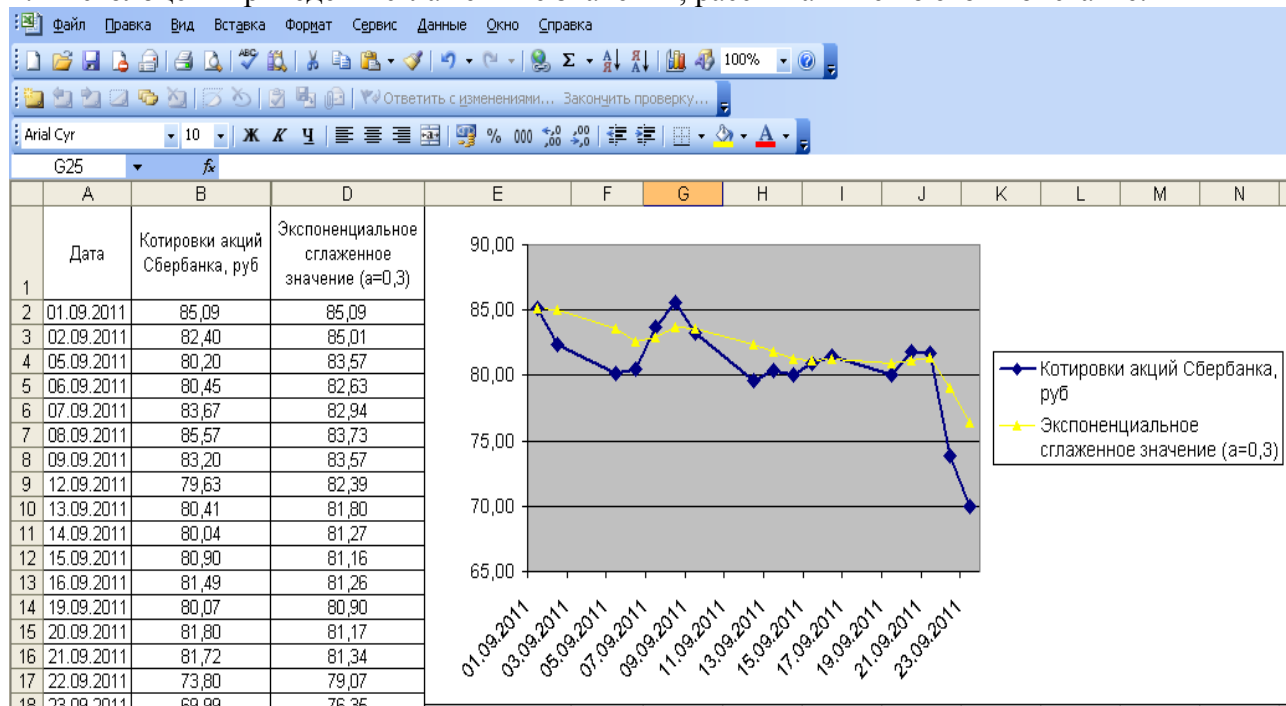 Файл Правка Вид Вставка Формат Сервис Данные Окно Справка
100%
Ответить с изменениями... Закончить проверку...
Arial Cyr 10 Ж К Ч % 000
G25 fx
A B D E F G H I J K L M N
1 Дата Котировки акций Сбербанка, руб Экспоненциальное сглаженное значение (а=0,3)
2 01.09.2011 85,09 85,09
3 02.09.2011 82,40 85,01
4 05.09.2011 80,20 83,57
5 06.09.2011 80,45 82,63
6 07.09.2011 83,67 82,94
7 08.09.2011 85,57 83,73
8 09.09.2011 83,20 83,57
9 12.09.2011 79,63 82,39
10 13.09.2011 80,41 81,80
11 14.09.2011 80,04 81,27
12 15.09.2011 80,90 81,16
13 16.09.2011 81,49 81,26
14 19.09.2011 80,07 80,90
15 20.09.2011 81,80 81,17
16 21.09.2011 81,72 81,34
17 22.09.2011 73,80 79,07
18 23.09.2011 69,99 76,35
90,00
85,00
80,00
75,00
70,00
65,00
01.09.2011
03.09.2011
05.09.2011
07.09.2011
09.09.2011
11.09.2011
13.09.2011
15.09.2011
17.09.2011
19.09.2011
21.09.2011
23.09.2011
Котировки акций Сбербанка,
руб
Экспоненциальное
сглаженное значение (а=0,3)